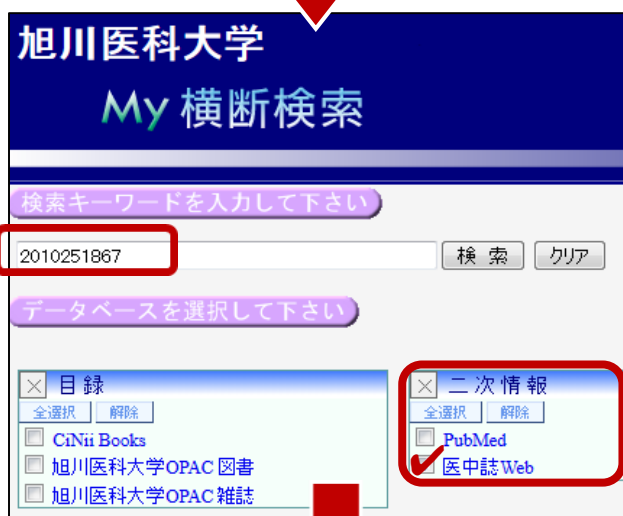 旭川医科大学
My 横断検索
検索キーワードを入力して下さい
2010251867 検 索 クリア
データベースを選択して下さい
目録
全選択 解除
CiNii Books
旭川医科大学OPAC 図書
旭川医科大学OPAC 雑誌
二次情報
全選択 解除
PubMed
医中誌Web